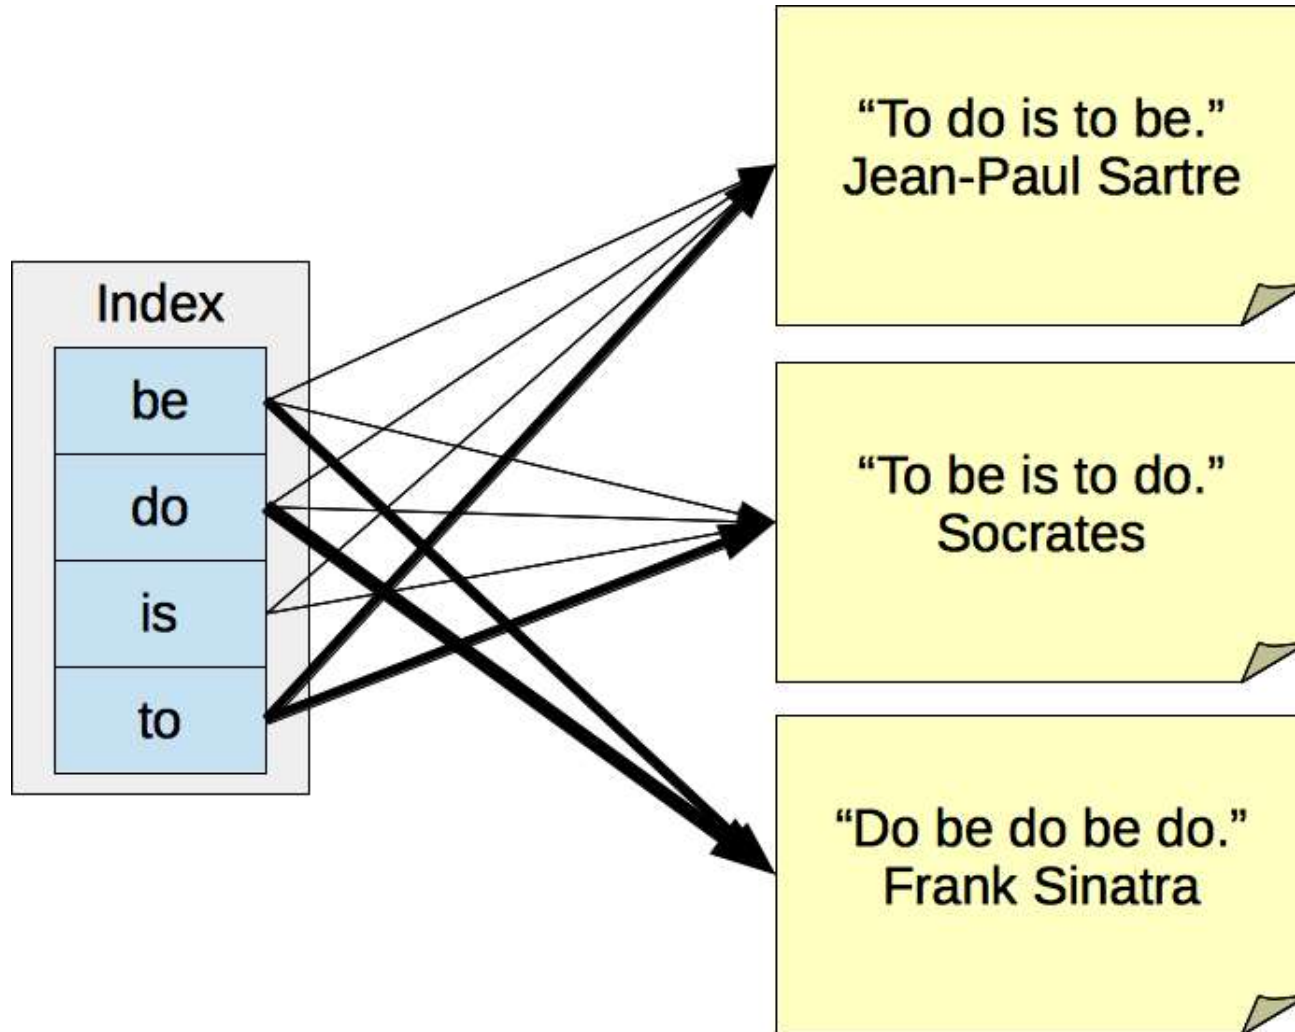 Index
be
do
is
to
“To do is to be.”
Jean-Paul Sartre
“To be is to do.”
Socrates
“Do be do be do.”
Frank Sinatra